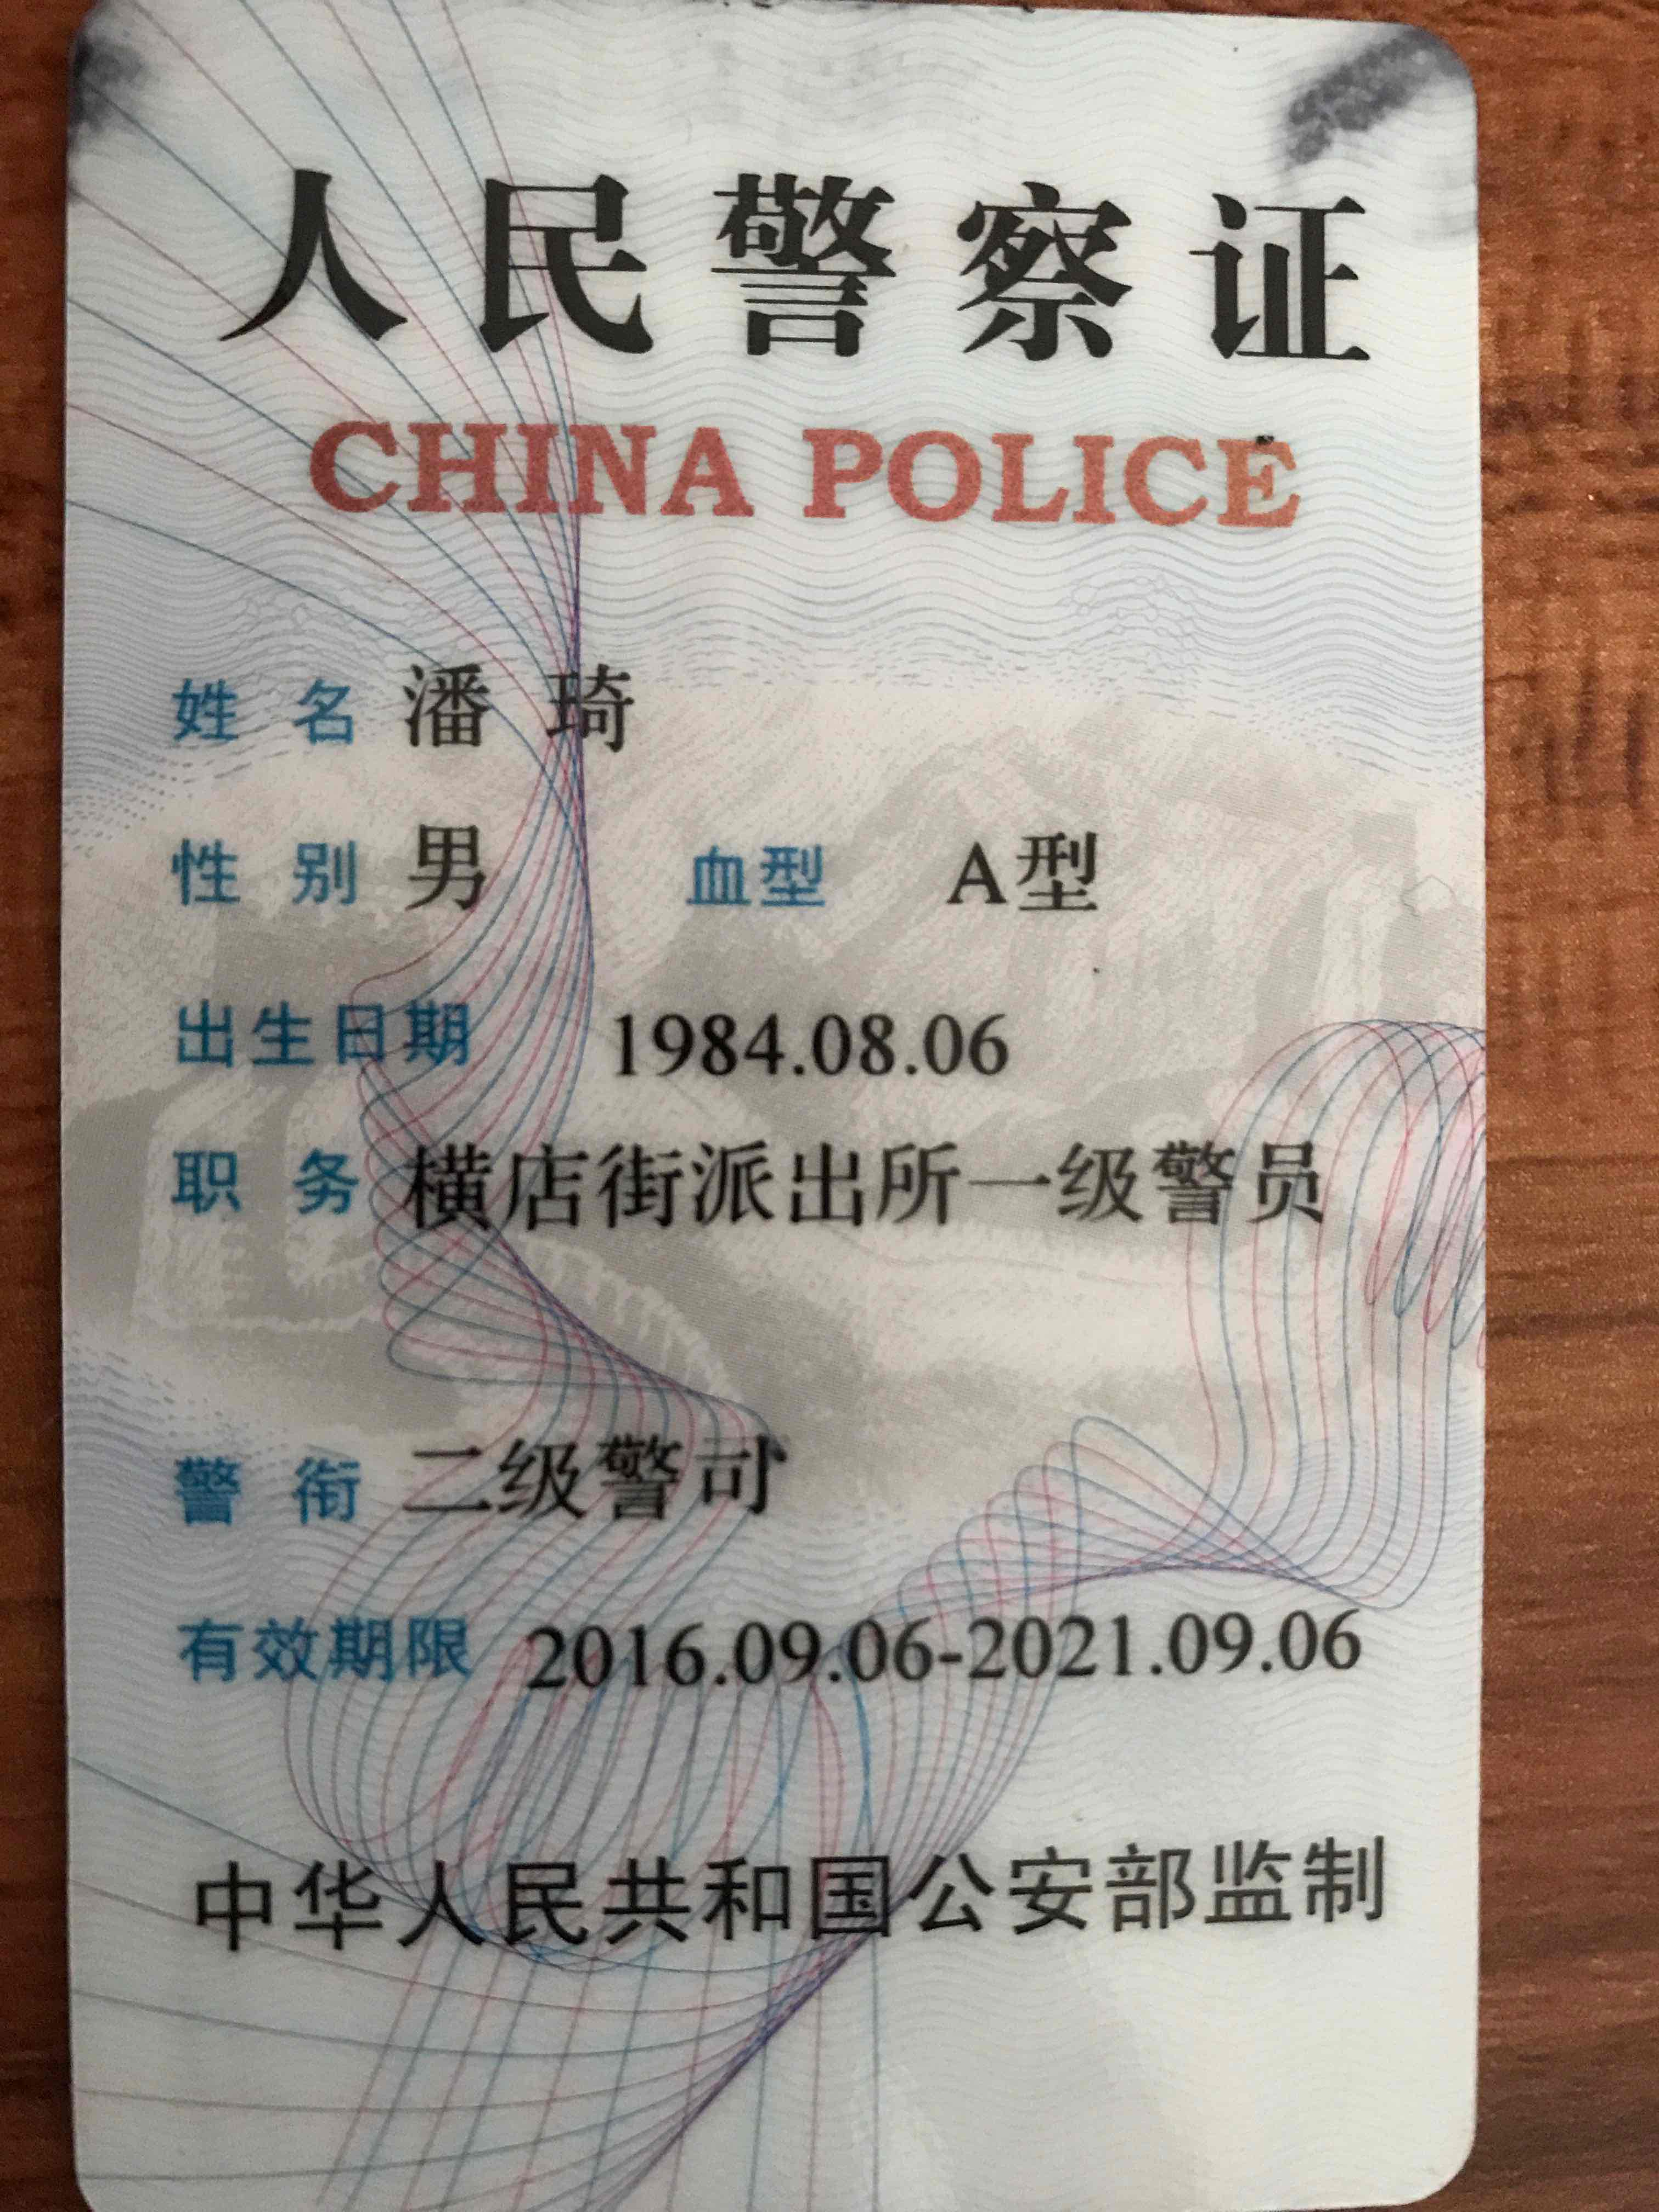 人民警察证
CHINA POLICE
姓 名 潘 琦
性 别 男 血型 A型
出生日期 1984.08.06
职 务 横店街派出所一级警员
警 衔 二级警司
有效期限 2016.09.06-2021.09.06
中华人民共和国公安部监制